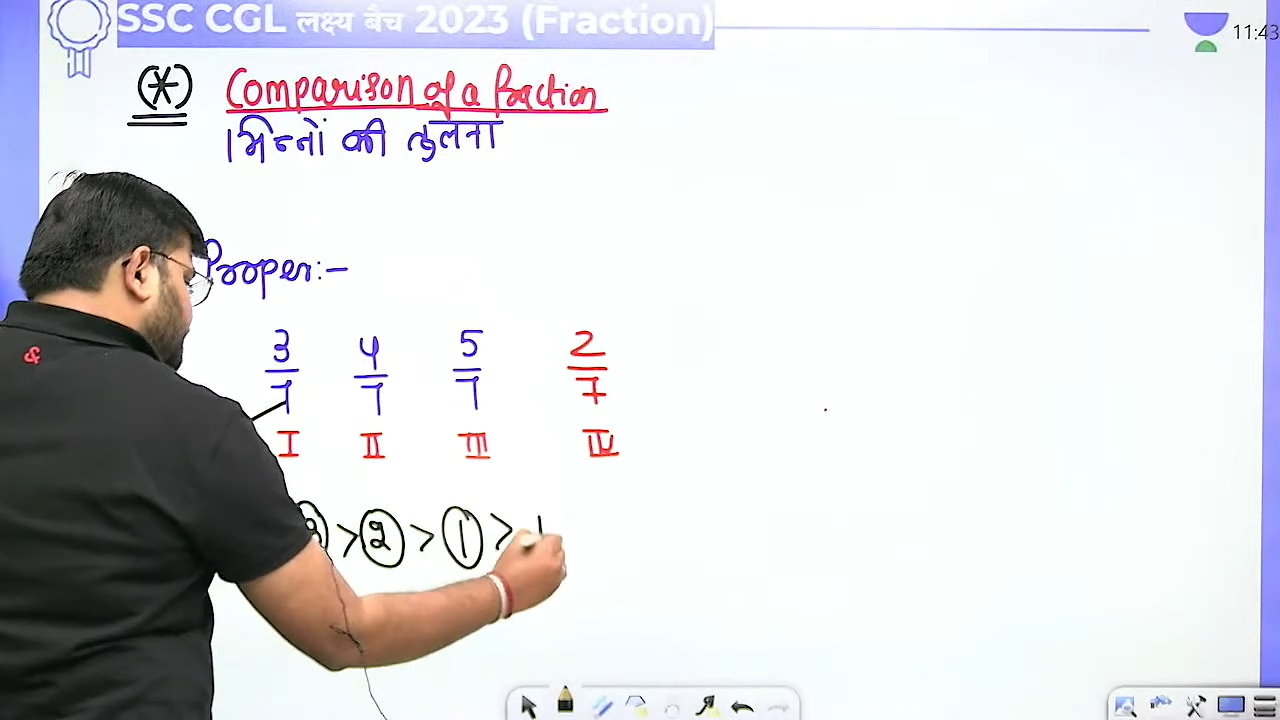 SSC CGL लक्ष्य बैच 2023 (Fraction)
11:43
(*) Comparison of a fraction
भिन्नों की तुलना
Proper:-
3/7 4/7 5/7 2/7
I II III IV
> 2 > 1 >